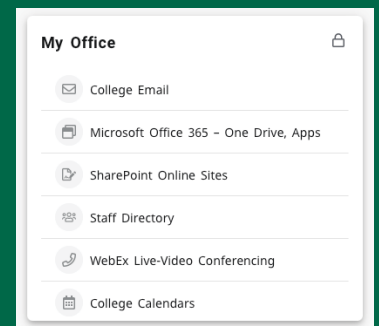 My Office
College Email
Microsoft Office 365 – One Drive, Apps
SharePoint Online Sites
Staff Directory
WebEx Live-Video Conferencing
College Calendars